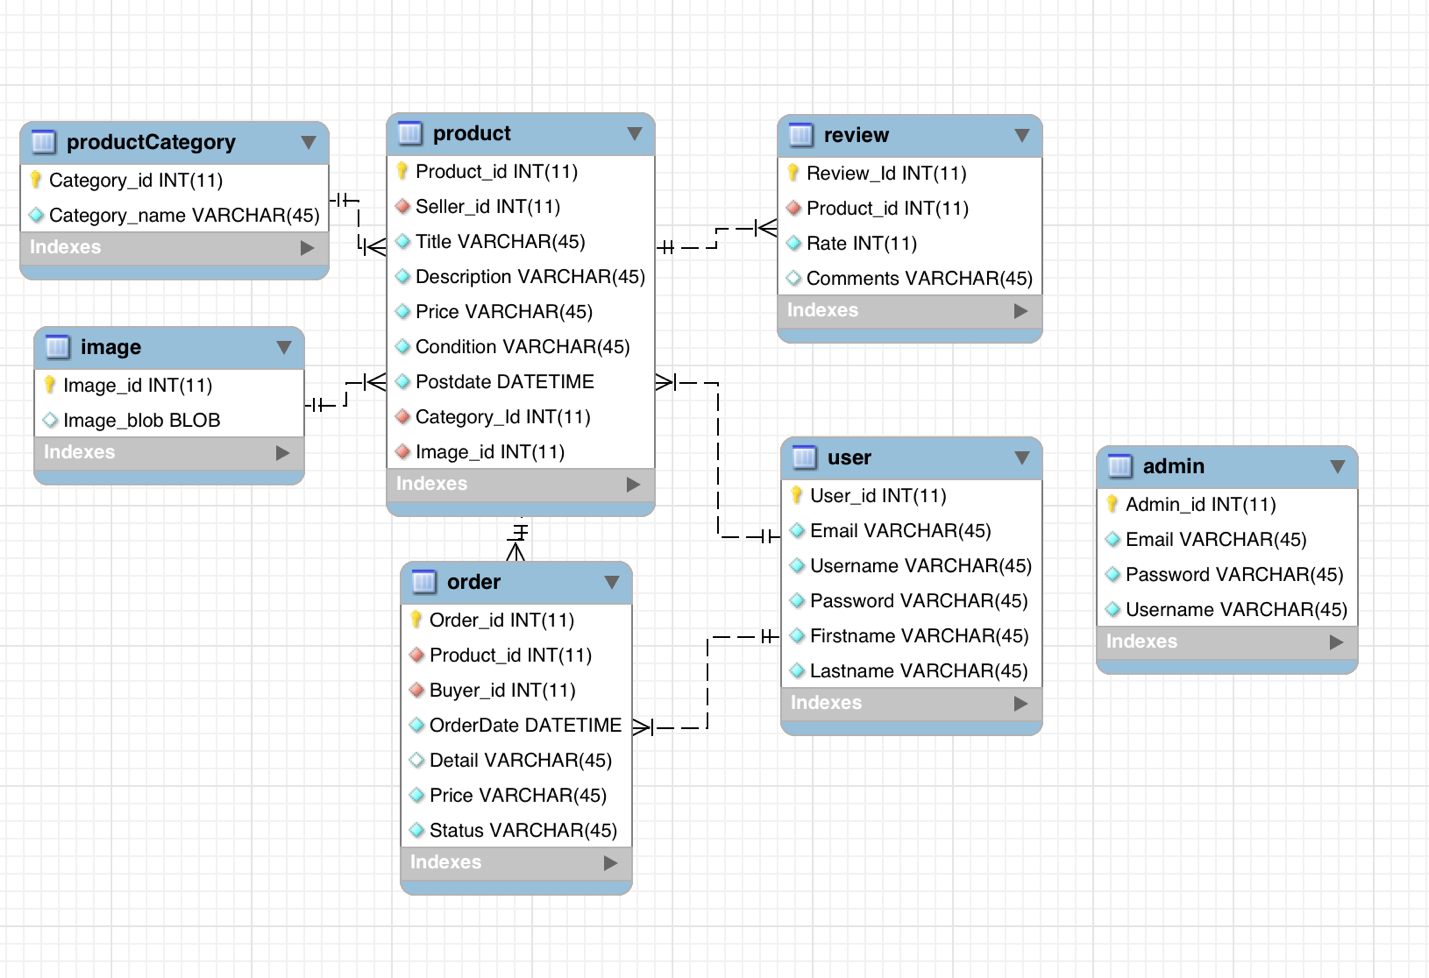 productCategory
Category_id INT(11)
Category_name VARCHAR(45)
Indexes
product
Product_id INT(11)
Seller_id INT(11)
Title VARCHAR(45)
Description VARCHAR(45)
Price VARCHAR(45)
Condition VARCHAR(45)
Postdate DATETIME
Category_Id INT(11)
Image_id INT(11)
Indexes
review
Review_Id INT(11)
Product_id INT(11)
Rate INT(11)
Comments VARCHAR(45)
Indexes
image
Image_id INT(11)
Image_blob BLOB
Indexes
user
User_id INT(11)
Email VARCHAR(45)
Username VARCHAR(45)
Password VARCHAR(45)
Firstname VARCHAR(45)
Lastname VARCHAR(45)
Indexes
admin
Admin_id INT(11)
Email VARCHAR(45)
Password VARCHAR(45)
Username VARCHAR(45)
Indexes
order
Order_id INT(11)
Product_id INT(11)
Buyer_id INT(11)
OrderDate DATETIME
Detail VARCHAR(45)
Price VARCHAR(45)
Status VARCHAR(45)
Indexes